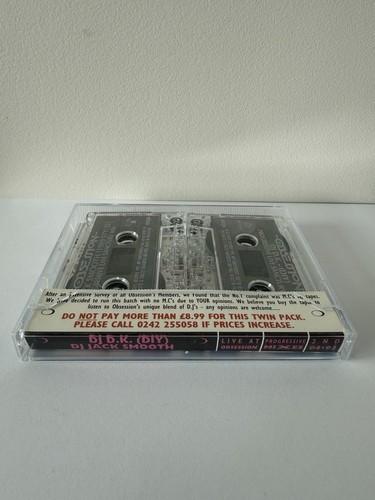 After an extensive survey of all Obsession's Members, we found that the No.1 complaint was M.C's on tapes.
We have decided to run this batch with no M.C's due to YOUR opinions. We believe you buy the tapes to
listen to Obsession's unique blend of D.J's - any opinions are welcome.......
DO NOT PAY MORE THAN £8.99 FOR THIS TWIN PACK.
PLEASE CALL 0242 255058 IF PRICES INCREASE.
DJ D.K. (DIY)
DJ JACK SMOOTH
LIVE AT
OBSESSION
PROGRESSIVE
MIXED
2ND